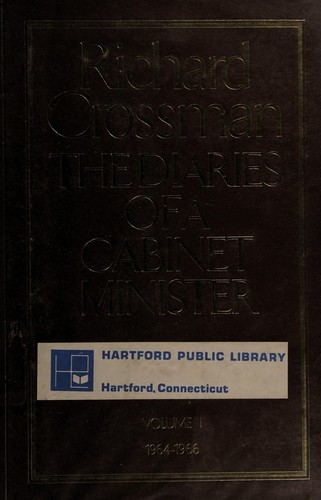 Richard
Crossman
THE DIARIES
OF A
CABINET
MINISTER
HARTFORD PUBLIC LIBRARY
Hartford, Connecticut
VOLUME I
1964-1966